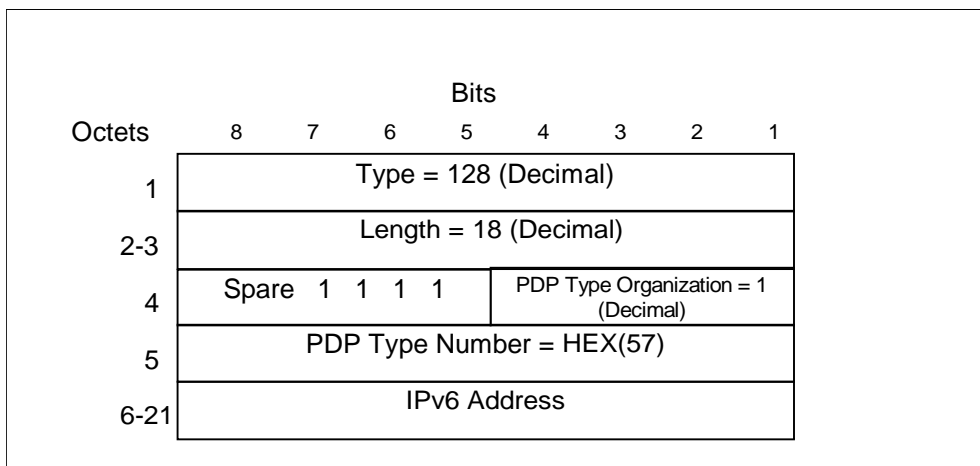 Bits
Octets 8 7 6 5 4 3 2 1
1 Type = 128 (Decimal)
2-3 Length = 18 (Decimal)
4 Spare 1 1 1 1 PDP Type Organization = 1
(Decimal)
5 PDP Type Number = HEX(57)
6-21 IPv6 Address